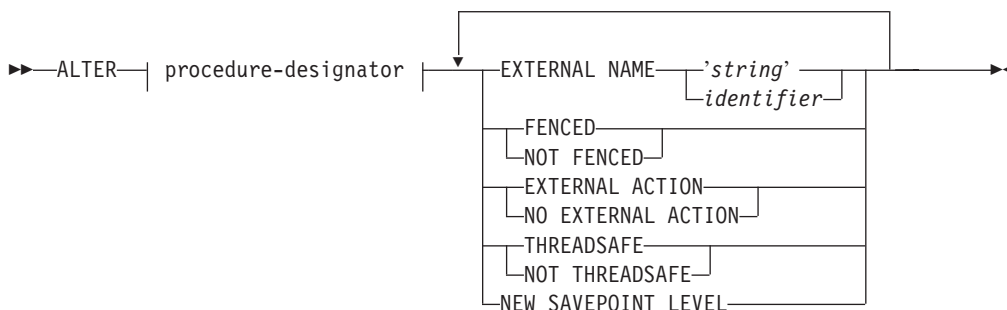 ALTER procedure-designator EXTERNAL NAME 'string'
identifier
FENCED
NOT FENCED
EXTERNAL ACTION
NO EXTERNAL ACTION
THREADSAFE
NOT THREADSAFE
NEW SAVEPOINT LEVEL